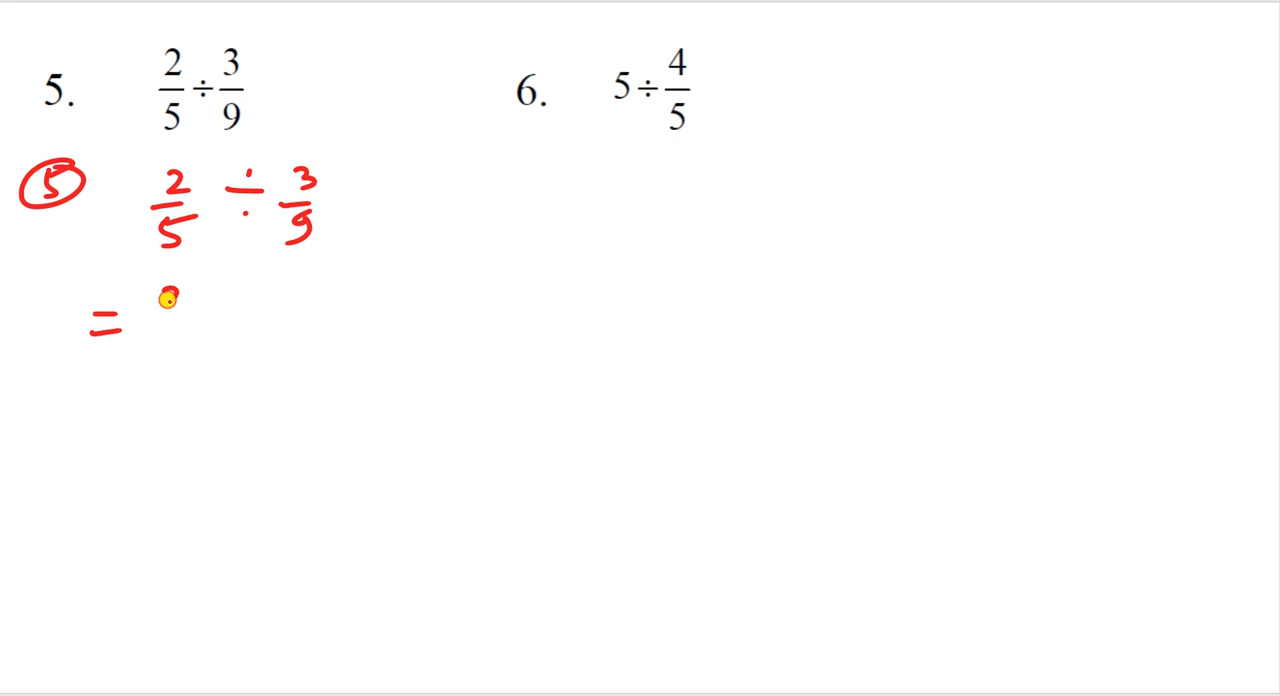 5. 2/5 ÷ 3/9
6. 5 ÷ 4/5
5 2/5 ÷ 3/9
=